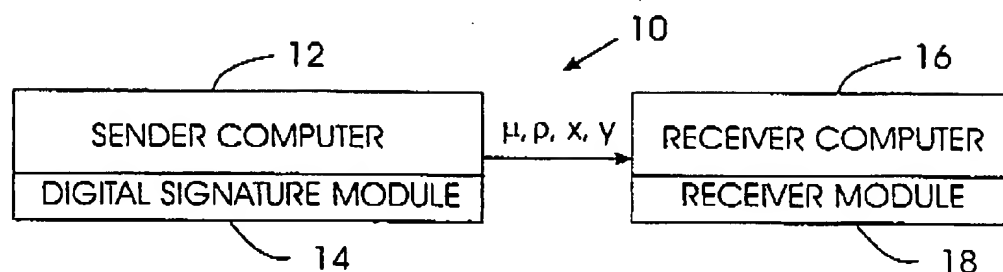 10
12
16
SENDER COMPUTER
μ, ρ, x, y
RECEIVER COMPUTER
DIGITAL SIGNATURE MODULE
RECEIVER MODULE
14
18